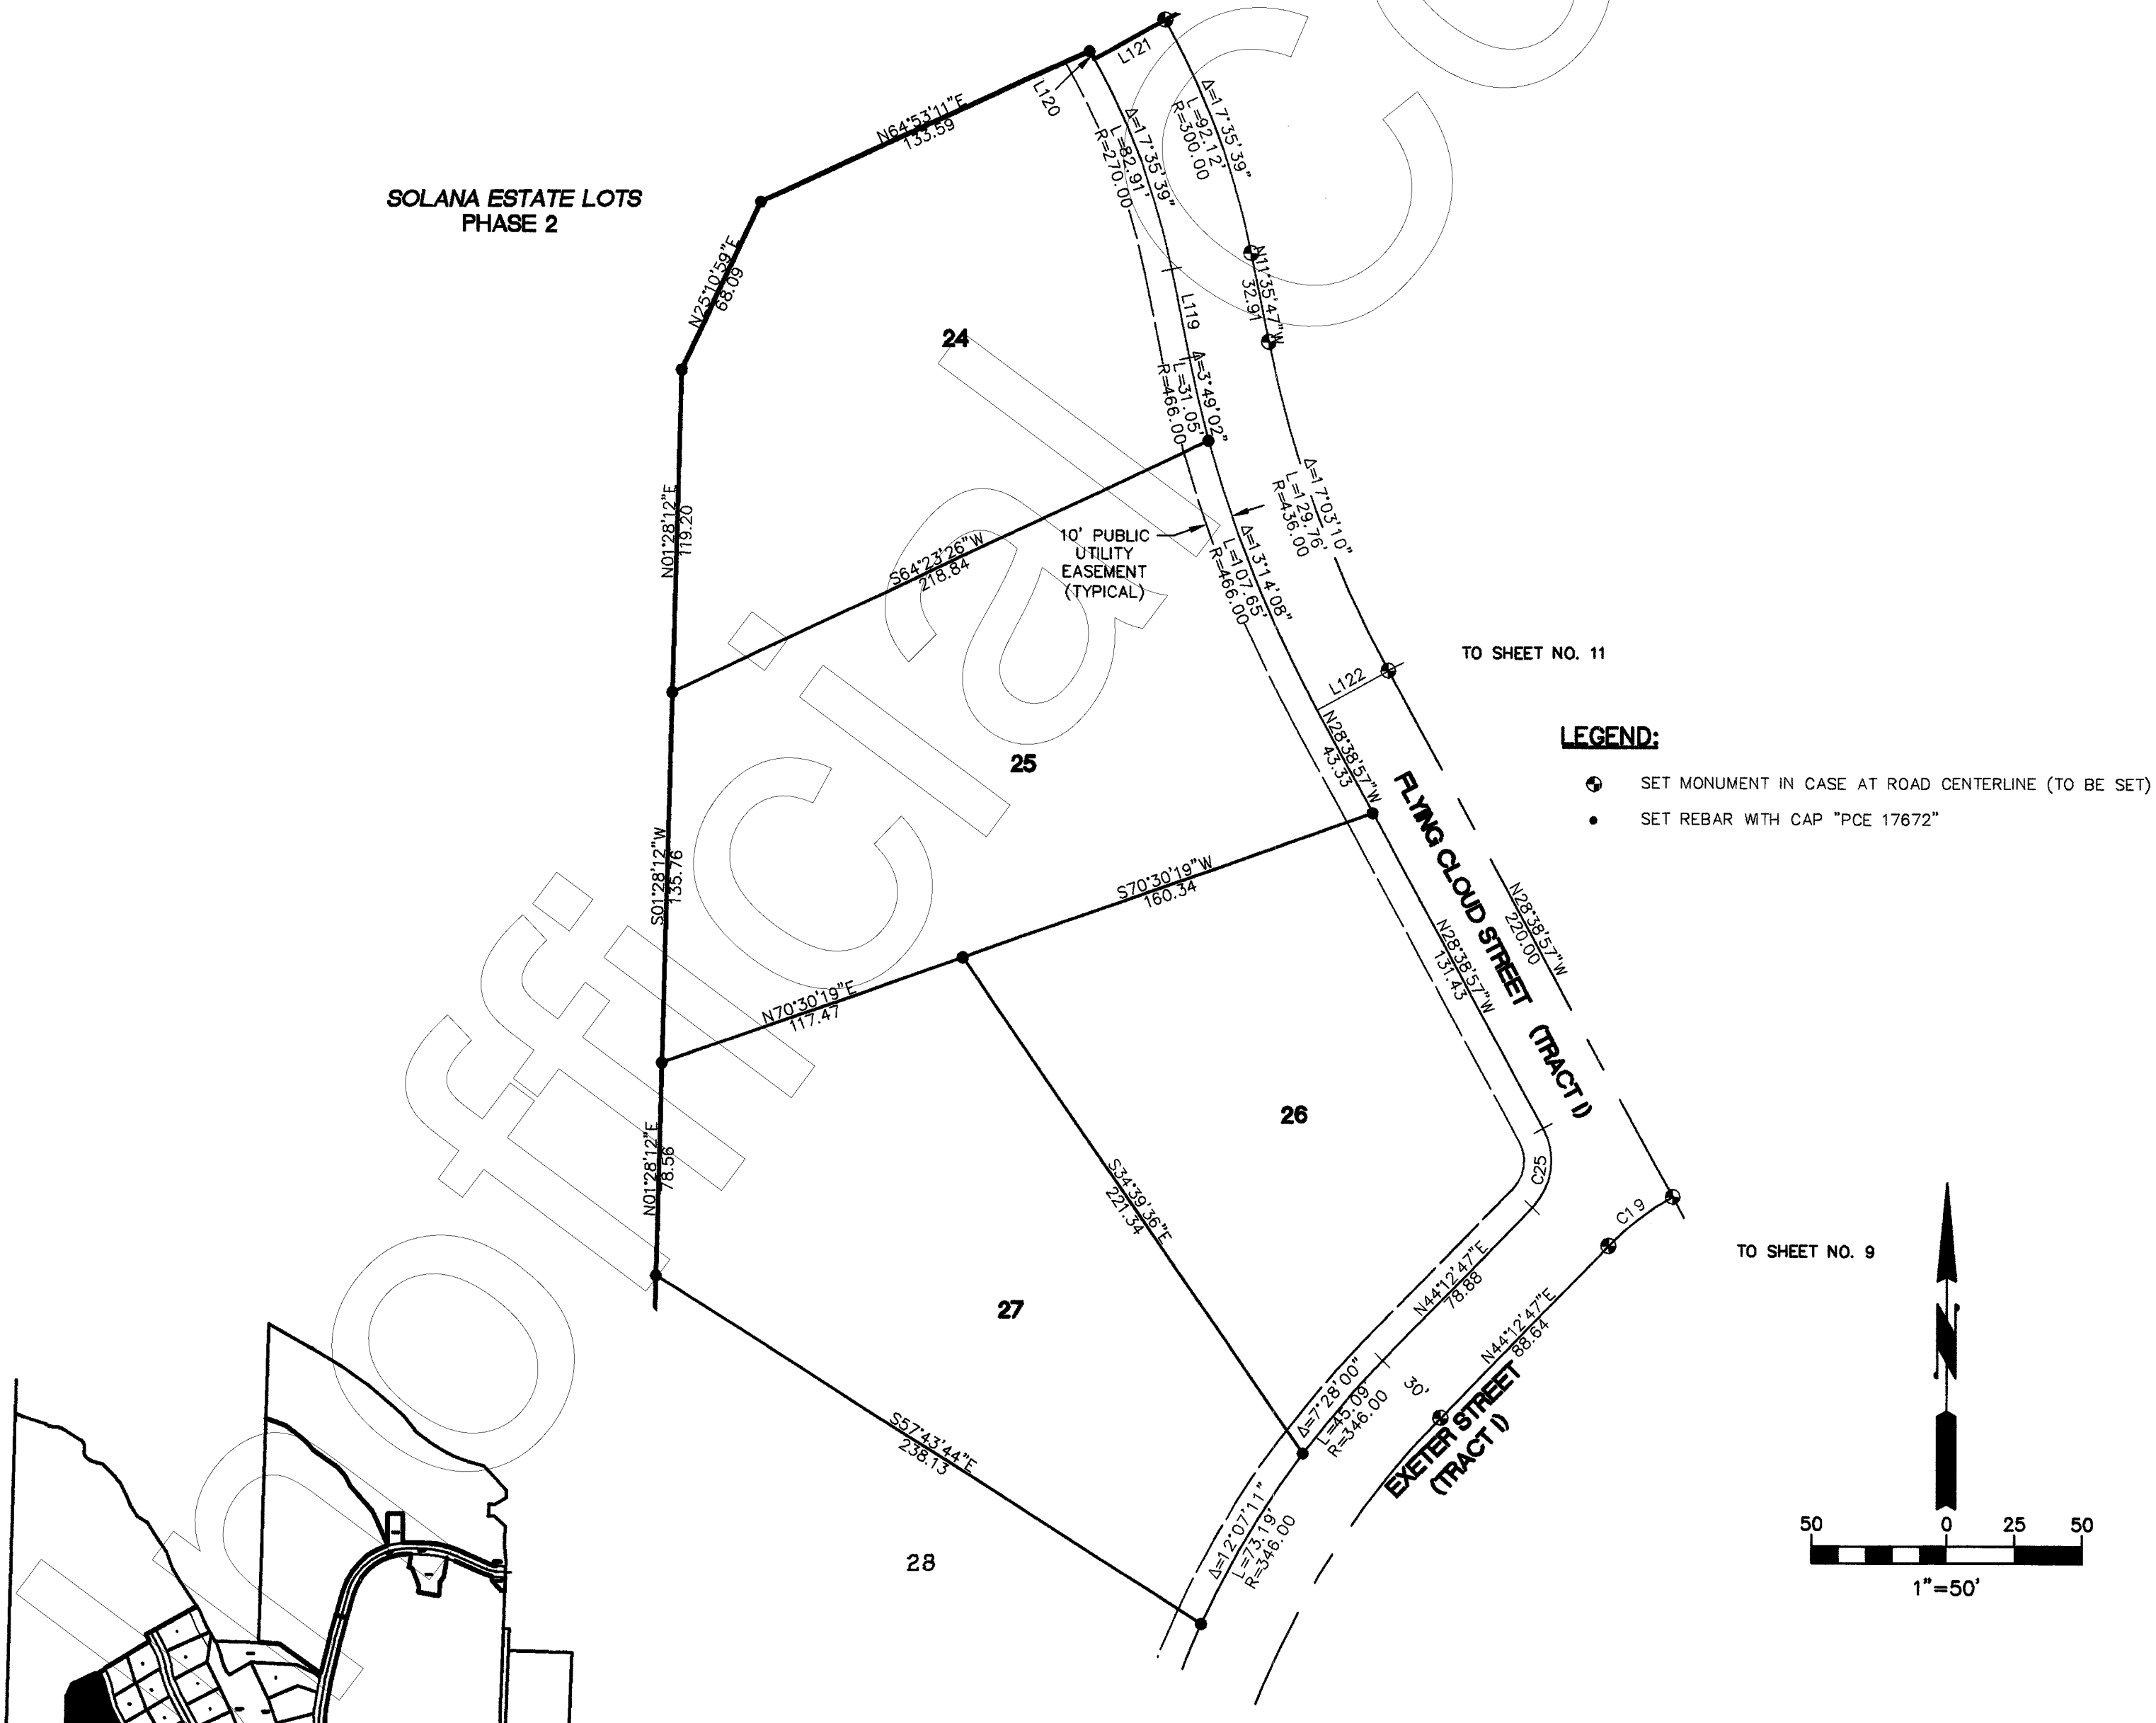 L121
L120
N64°53'11"E
133.59
Δ=17°35'39"
L=92.12'
R=300.00
Δ=17°35'39"
L=82.91'
R=270.00
SOLANA ESTATE LOTS
PHASE 2
N25°10'59"E
68.09
N11°35'47"W
32.91
L119
24
Δ=3°49'02"
L=31.05'
R=466.00
N01°28'12"E
119.20
S64°23'26"W
218.84
10' PUBLIC
UTILITY
EASEMENT
(TYPICAL)
Δ=17°03'10"
L=129.76'
R=436.00
Δ=13°14'08"
L=107.65'
R=466.00
TO SHEET NO. 11
L122
LEGEND:
SET MONUMENT IN CASE AT ROAD CENTERLINE (TO BE SET)
SET REBAR WITH CAP "PCE 17672"
25
N28°38'57"W
43.33
FLYING CLOUD STREET (TRACT I)
S01°28'12"W
135.76
S70°30'19"W
160.34
N28°38'57"W
220.00
N28°38'57"W
131.43
N70°30'19"E
117.47
26
N01°28'12"E
78.56
S34°39'36"E
221.34
C25
C19
TO SHEET NO. 9
27
N44°12'47"E
78.88
N44°12'47"E
88.64
30'
EXETER STREET
(TRACT I)
Δ=7°28'00"
L=45.09'
R=346.00
S57°43'44"E
238.13
Δ=12°07'11"
L=73.19'
R=346.00
28
N
50 0 25 50
1"=50'
Unofficial Co